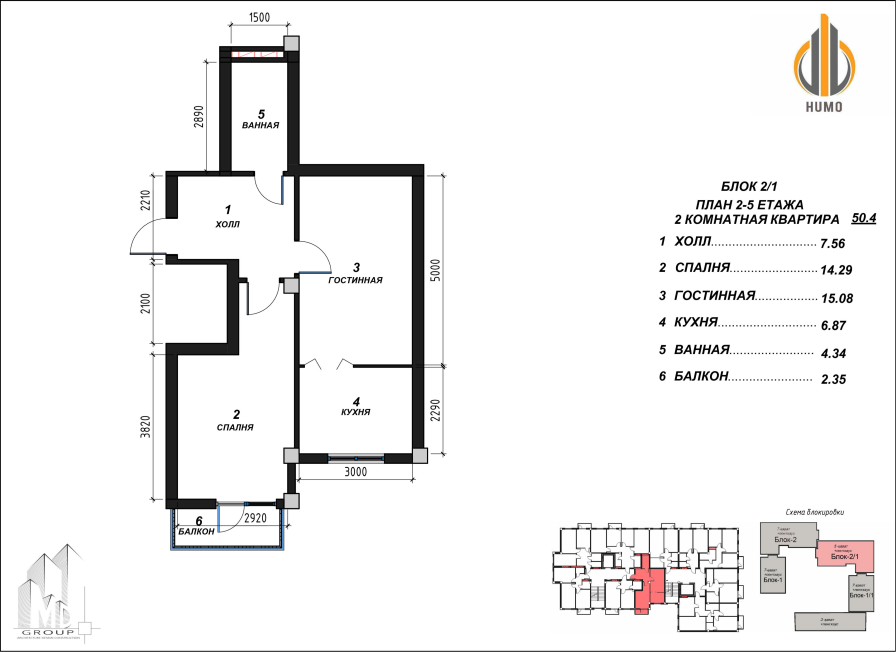 1500
HUMO
2890
5
ВАННАЯ
БЛОК 2/1
ПЛАН 2-5 ЕТАЖА
2 КОМНАТНАЯ КВАРТИРА 50.4
2210
1
ХОЛЛ
1 ХОЛЛ............................ 7.56
2 СПАЛНЯ........................ 14.29
3 ГОСТИННАЯ................. 15.08
4 КУХНЯ........................... 6.87
5 ВАННАЯ........................ 4.34
6 БАЛКОН........................ 2.35
3
ГОСТИННАЯ
5000
2100
4
КУХНЯ
2290
2
СПАЛНЯ
3820
3000
6
БАЛКОН
2920
Схема блокировки
Блок-2
Блок-2/1
Блок-1
Блок-1/1
GROUP